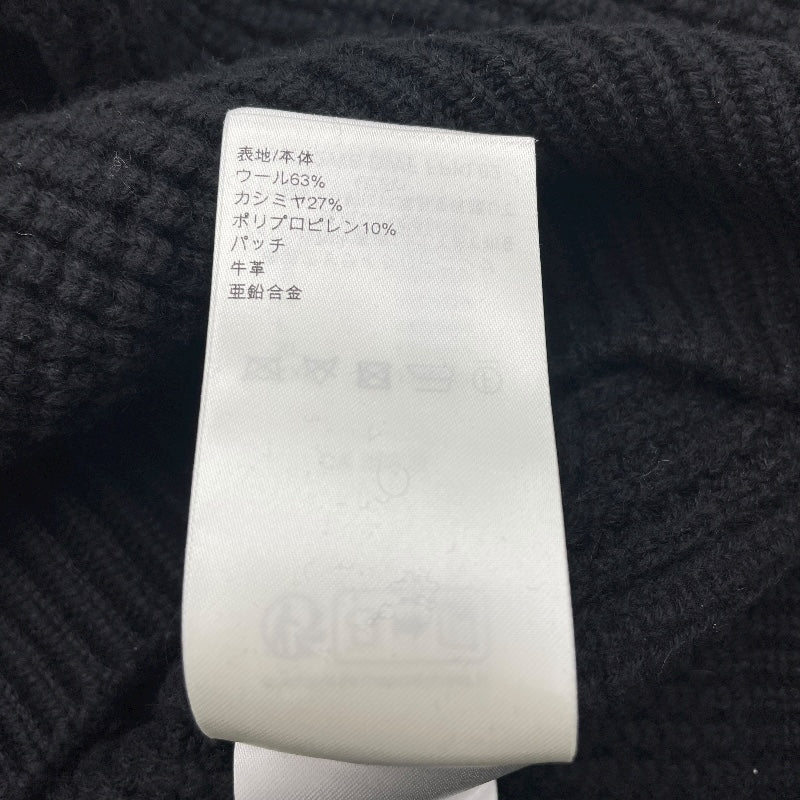 表地/本体
ウール63%
カシミヤ27%
ポリプロピレン10%
パッチ
牛革
亜鉛合金